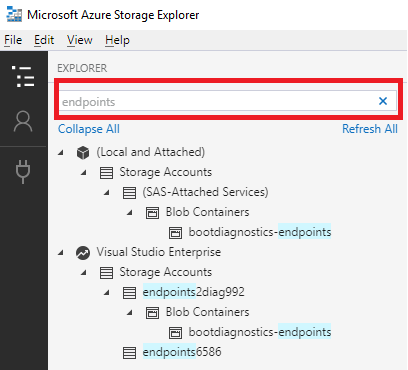 Microsoft Azure Storage Explorer
File Edit View Help
EXPLORER
endpoints
Collapse All Refresh All
(Local and Attached)
Storage Accounts
(SAS-Attached Services)
Blob Containers
bootdiagnostics-endpoints
Visual Studio Enterprise
Storage Accounts
endpoints2diag992
Blob Containers
bootdiagnostics-endpoints
endpoints6586